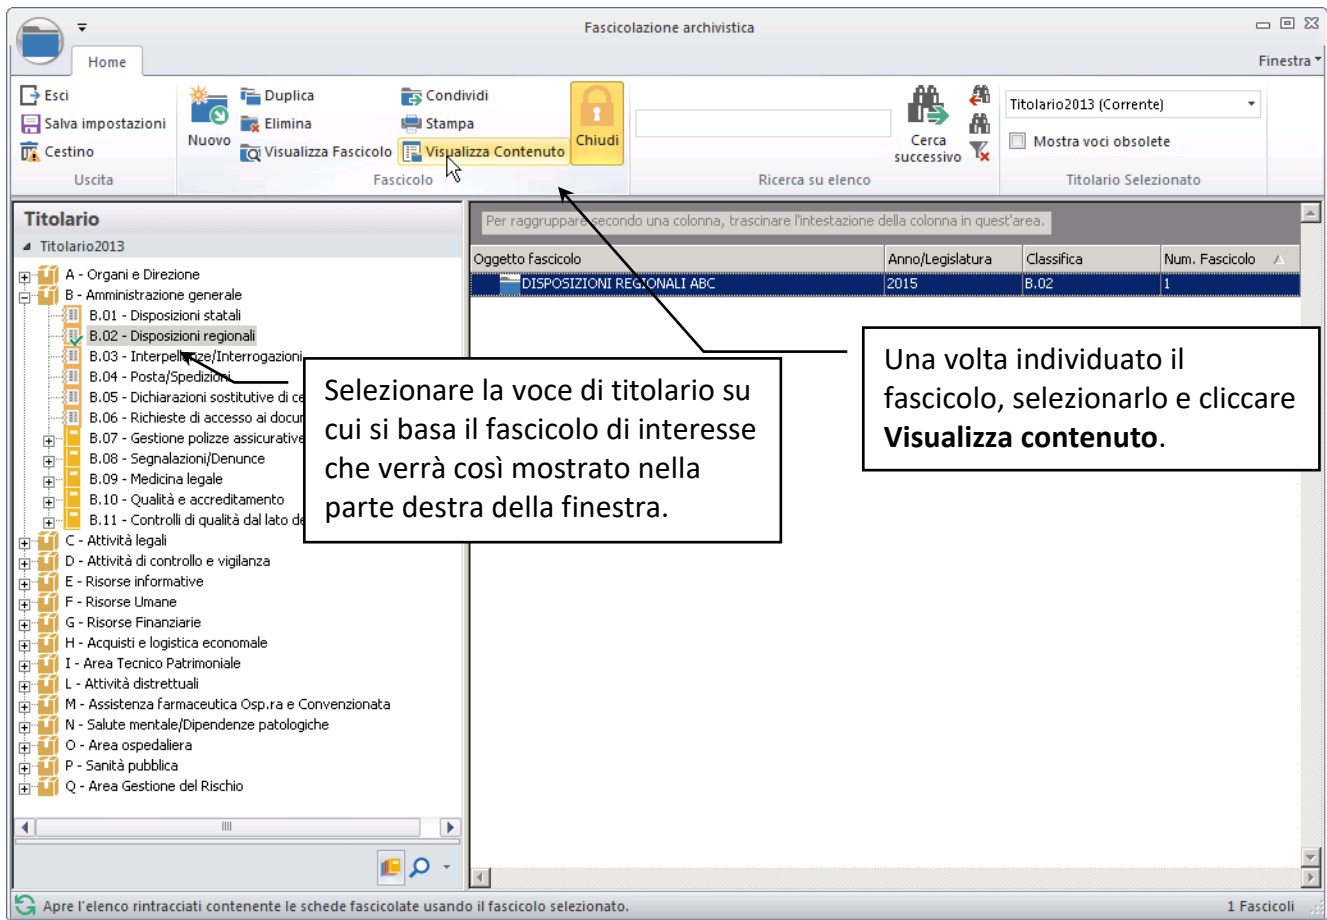 Fascicolazione archivistica
Home
Finestra
Esci
Salva impostazioni
Cestino
Uscita
Nuovo
Duplica
Elimina
Visualizza Fascicolo
Condividi
Stampa
Visualizza Contenuto
Chiudi
Fascicolo
Cerca
successivo
Ricerca su elenco
Titolario2013 (Corrente)
Mostra voci obsolete
Titolario Selezionato
Titolario
Titolario2013
A - Organi e Direzione
B - Amministrazione generale
B.01 - Disposizioni statali
B.02 - Disposizioni regionali
B.03 - Interpellanze/Interrogazioni
B.04 - Posta/Spedizioni
B.05 - Dichiarazioni sostitutive di ce
B.06 - Richieste di accesso ai docum
B.07 - Gestione polizze assicurative
B.08 - Segnalazioni/Denunce
B.09 - Medicina legale
B.10 - Qualità e accreditamento
B.11 - Controlli di qualità dal lato de
C - Attività legali
D - Attività di controllo e vigilanza
E - Risorse informative
F - Risorse Umane
G - Risorse Finanziarie
H - Acquisti e logistica economale
I - Area Tecnico Patrimoniale
L - Attività distrettuali
M - Assistenza farmaceutica Osp.ra e Convenzionata
N - Salute mentale/Dipendenze patologiche
O - Area ospedaliera
P - Sanità pubblica
Q - Area Gestione del Rischio
Per raggruppare secondo una colonna, trascinare l'intestazione della colonna in quest'area.
Oggetto fascicolo Anno/Legislatura Classifica Num. Fascicolo
DISPOSIZIONI REGIONALI ABC 2015 B.02 1
Selezionare la voce di titolario su
cui si basa il fascicolo di interesse
che verrà così mostrato nella
parte destra della finestra.
Una volta individuato il
fascicolo, selezionarlo e cliccare
Visualizza contenuto.
Apre l'elenco rintracciati contenente le schede fascicolate usando il fascicolo selezionato.
1 Fascicoli